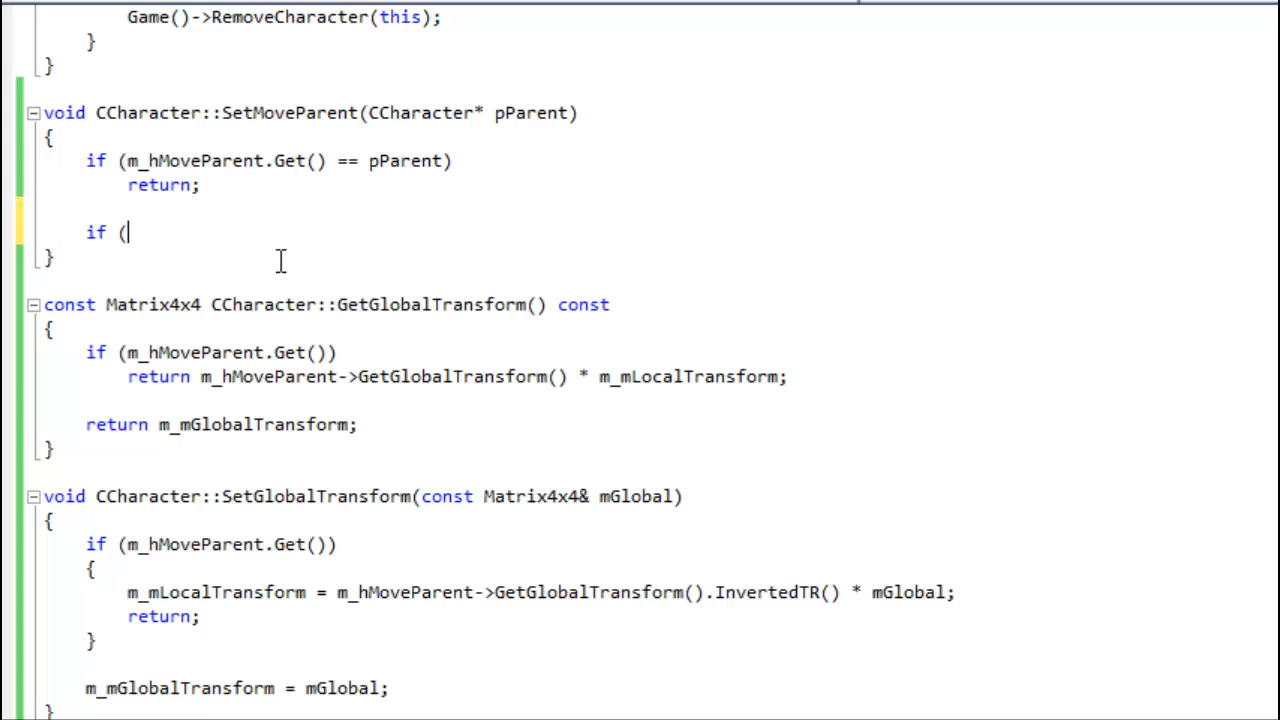 Game()->RemoveCharacter(this);
}
}
void CCharacter::SetMoveParent(CCharacter* pParent)
{
if (m_hMoveParent.Get() == pParent)
return;
if (
}
const Matrix4x4 CCharacter::GetGlobalTransform() const
{
if (m_hMoveParent.Get())
return m_hMoveParent->GetGlobalTransform() * m_mLocalTransform;
return m_mGlobalTransform;
}
void CCharacter::SetGlobalTransform(const Matrix4x4& mGlobal)
{
if (m_hMoveParent.Get())
{
m_mLocalTransform = m_hMoveParent->GetGlobalTransform().InvertedTR() * mGlobal;
return;
}
m_mGlobalTransform = mGlobal;
}